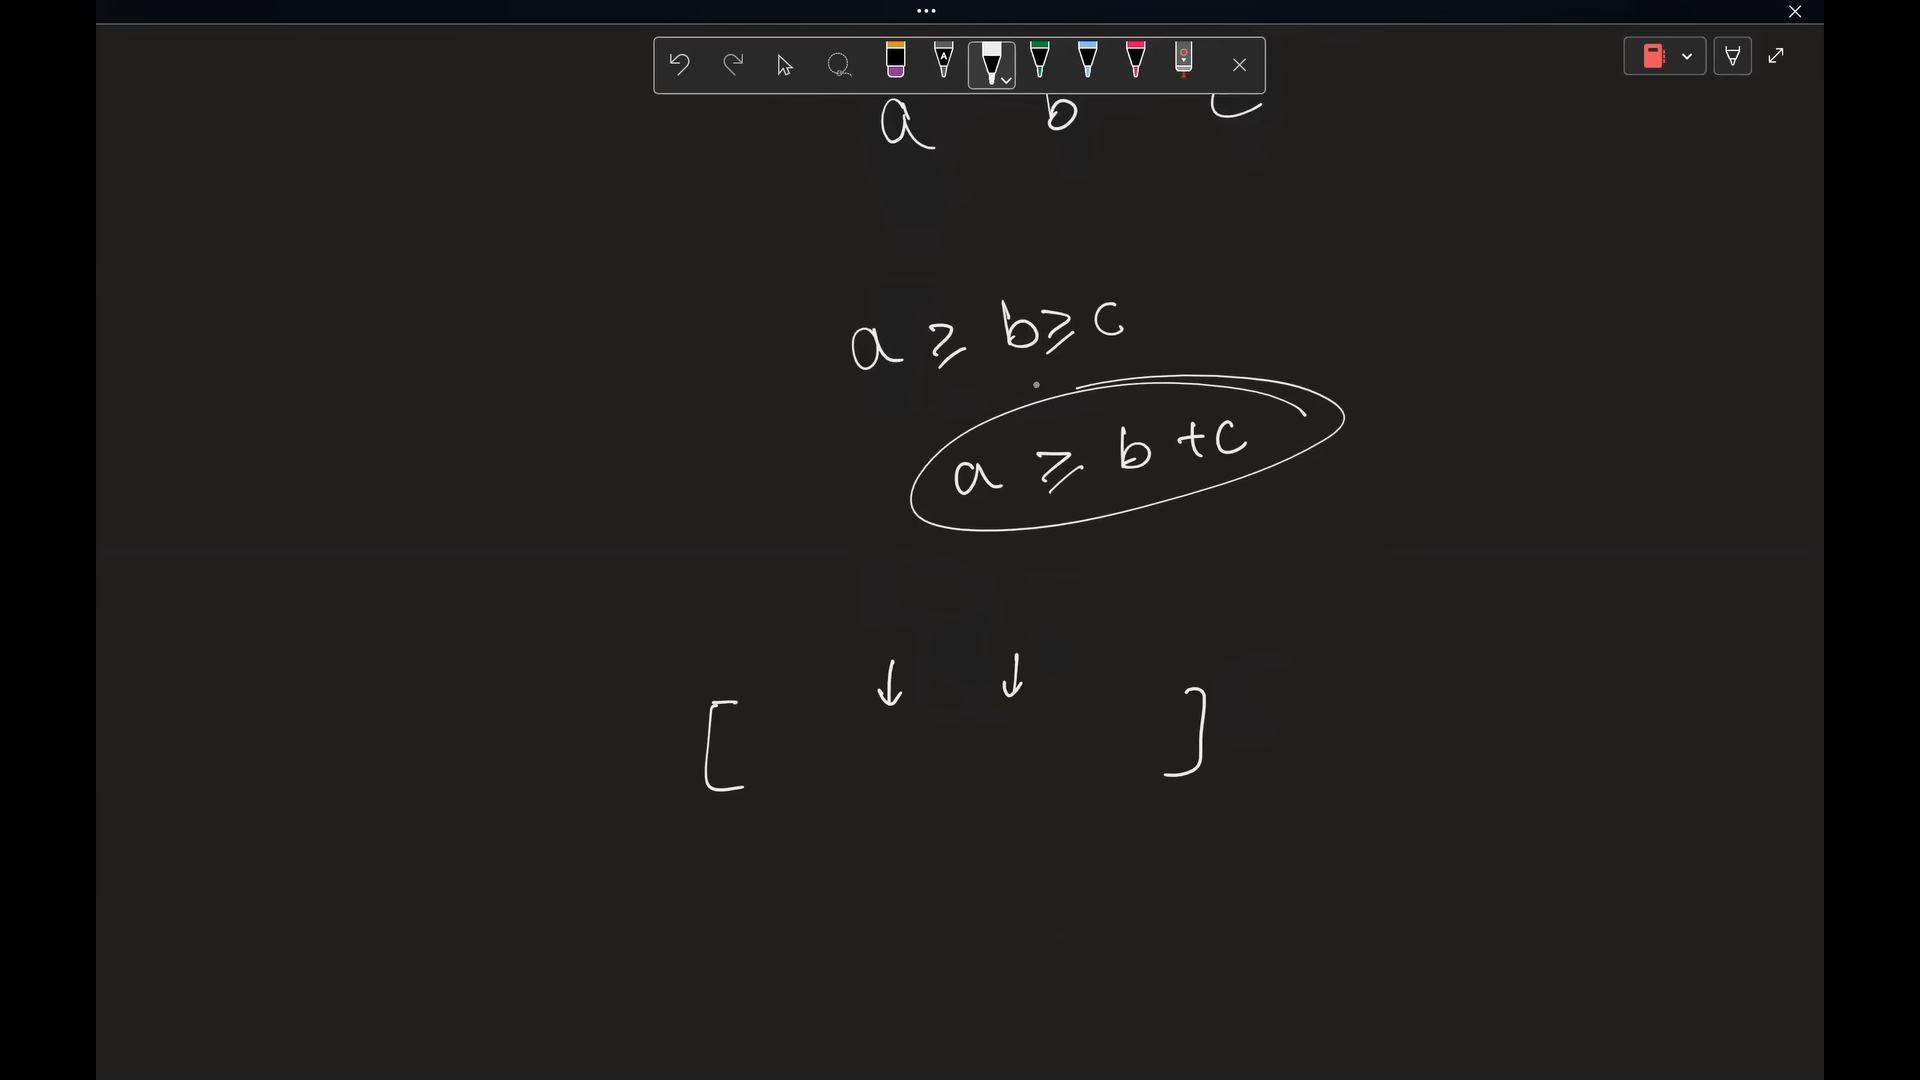 a b c
a ≥ b ≥ c
a ≥ b + c
[ ↓ ↓ ]